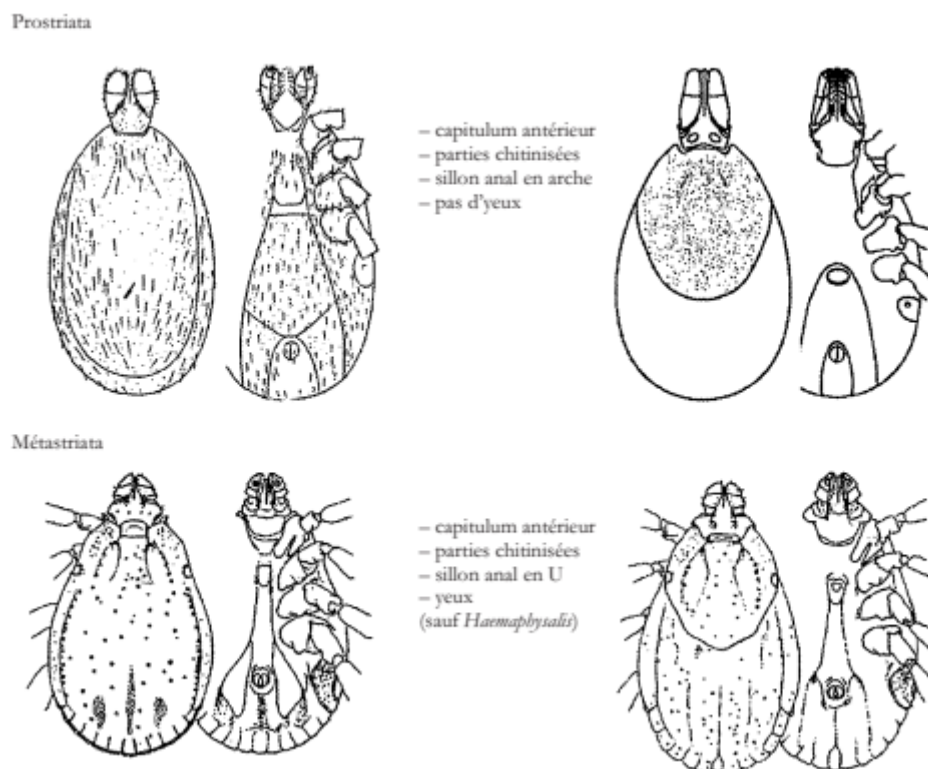 Prostriata
– capitulum antérieur
– parties chitinisées
– sillon anal en arche
– pas d'yeux
Métastriata
– capitulum antérieur
– parties chitinisées
– sillon anal en U
– yeux
(sauf Haemaphysalis)